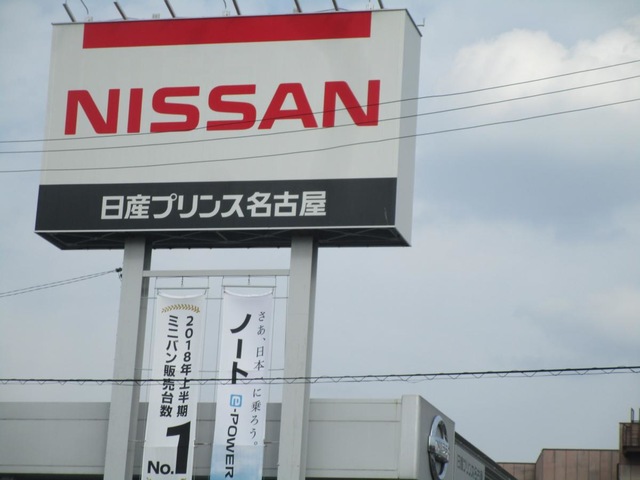 NISSAN
日産プリンス名古屋
2018年上半期
ミニバン販売台数
No.1
さあ、日本一に乗ろう。
ノート e-POWER